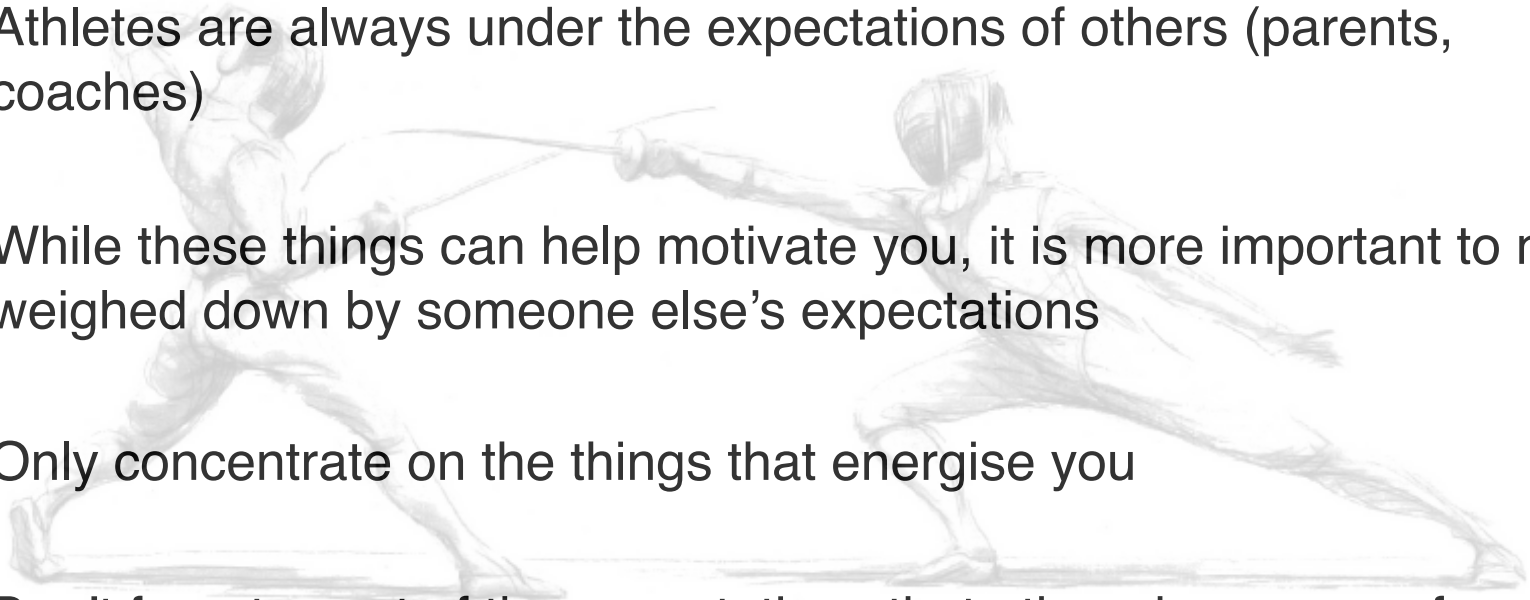 Athletes are always under the expectations of others (parents,
coaches)
While these things can help motivate you, it is more important to
weighed down by someone else’s expectations
Only concentrate on the things that energise you